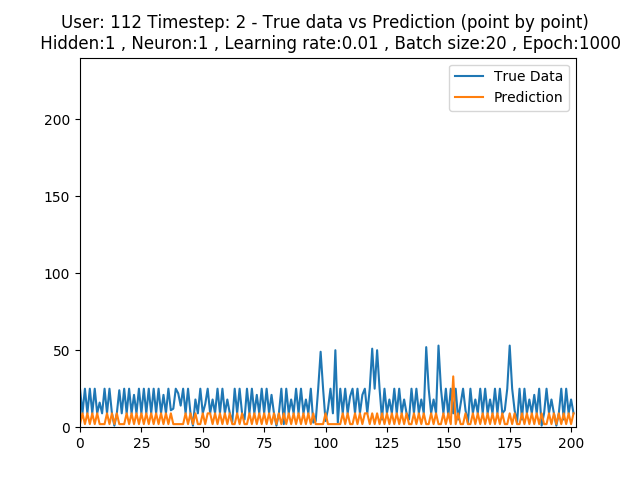 User: 112 Timestep: 2 - True data vs Prediction (point by point)
Hidden:1 , Neuron:1 , Learning rate:0.01 , Batch size:20 , Epoch:1000
True Data
Prediction
200
150
100
50
0
0 25 50 75 100 125 150 175 200